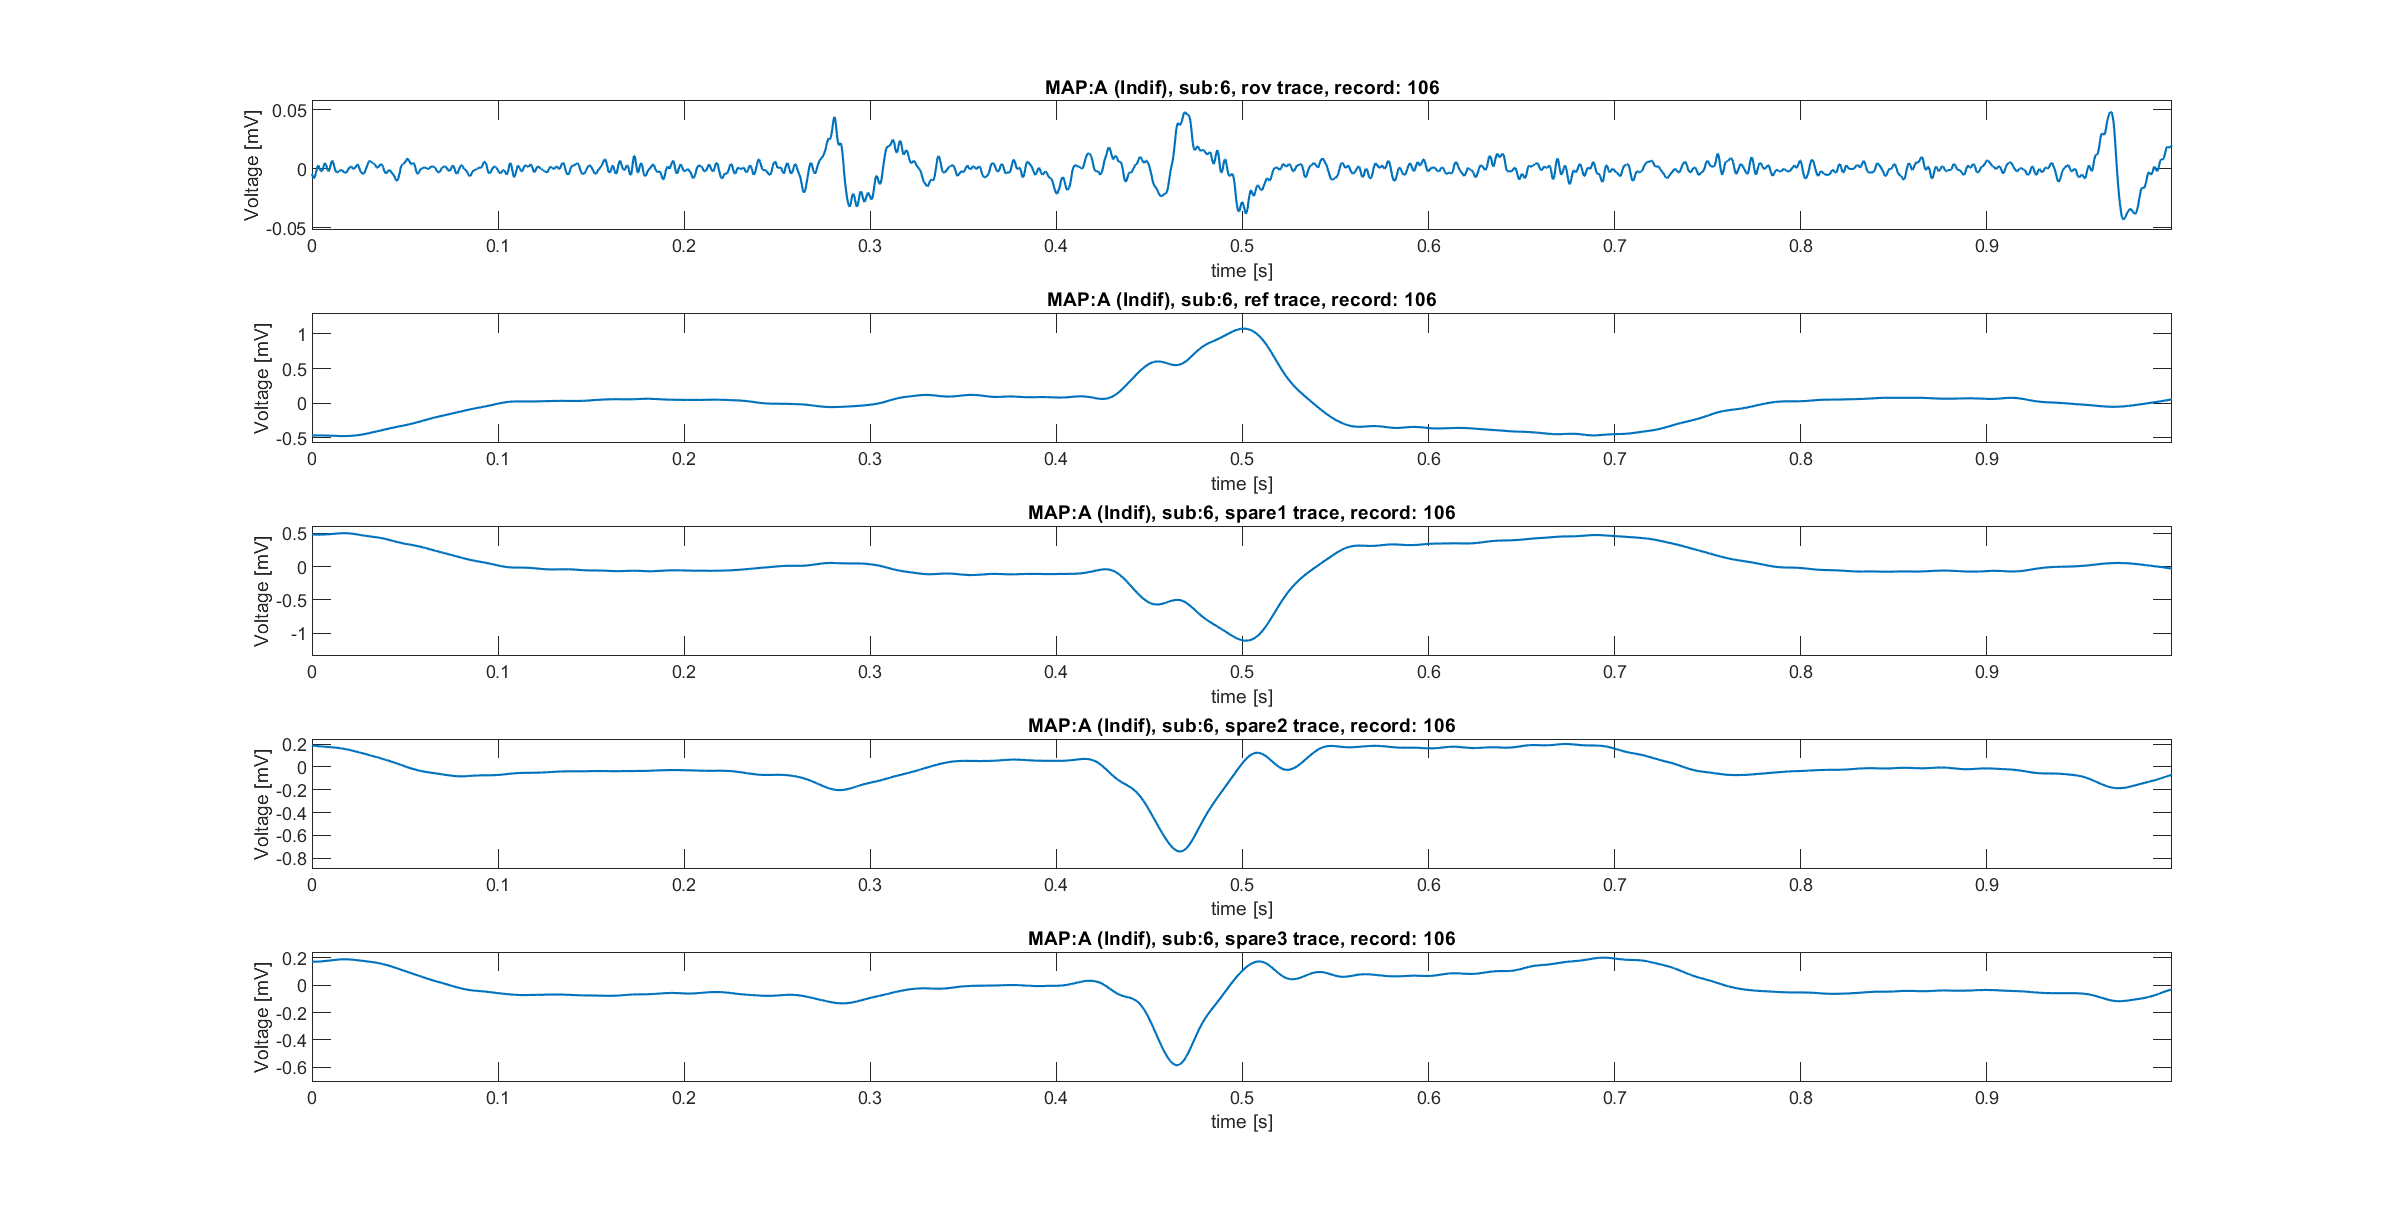 MAP:A (Indif), sub:6, rov trace, record: 106
Voltage [mV]
0.05
0
-0.05
0 0.1 0.2 0.3 0.4 0.5 0.6 0.7 0.8 0.9
time [s]
MAP:A (Indif), sub:6, ref trace, record: 106
Voltage [mV]
1
0.5
0
-0.5
0 0.1 0.2 0.3 0.4 0.5 0.6 0.7 0.8 0.9
time [s]
MAP:A (Indif), sub:6, spare1 trace, record: 106
Voltage [mV]
0.5
0
-0.5
-1
0 0.1 0.2 0.3 0.4 0.5 0.6 0.7 0.8 0.9
time [s]
MAP:A (Indif), sub:6, spare2 trace, record: 106
Voltage [mV]
0.2
0
-0.2
-0.4
-0.6
-0.8
0 0.1 0.2 0.3 0.4 0.5 0.6 0.7 0.8 0.9
time [s]
MAP:A (Indif), sub:6, spare3 trace, record: 106
Voltage [mV]
0.2
0
-0.2
-0.4
-0.6
0 0.1 0.2 0.3 0.4 0.5 0.6 0.7 0.8 0.9
time [s]